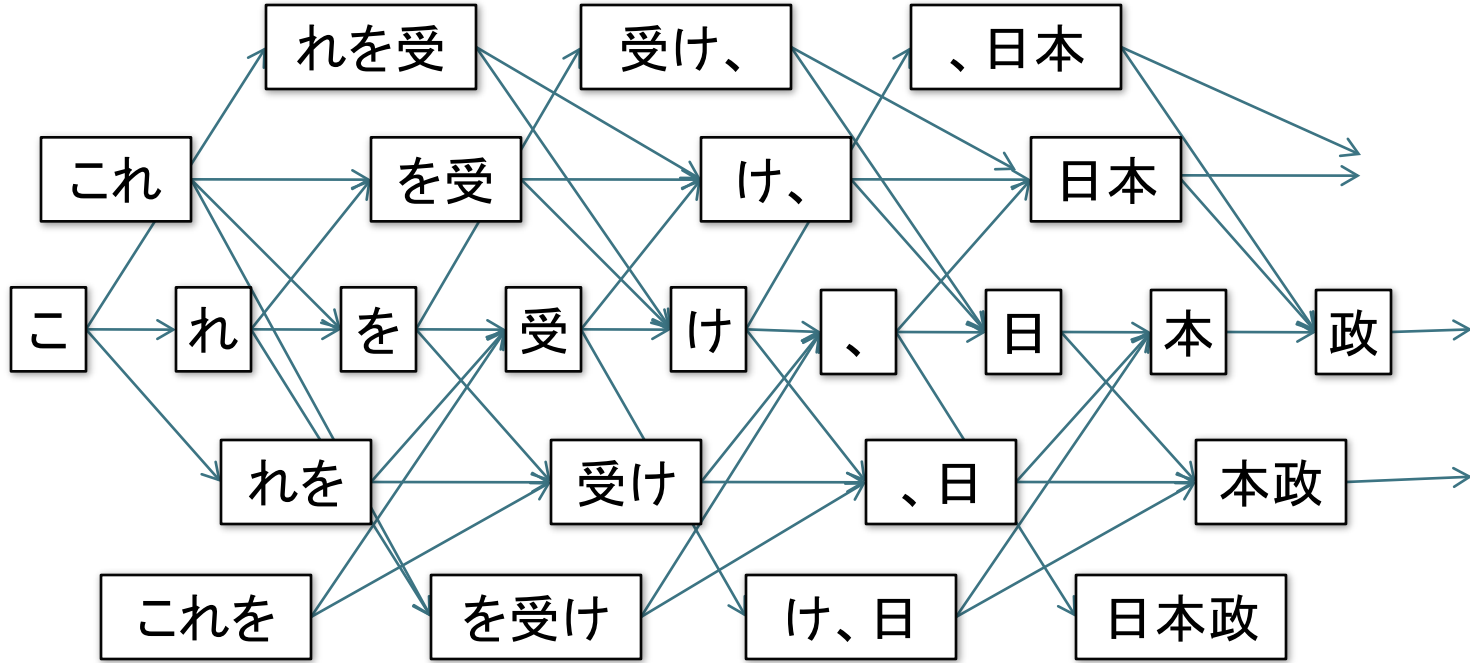 れを受 受け、 、日本
これ を受 け、 日本
こ れ を 受 け 、 日 本 政
れを 受け 、日 本政
これを を受け け、日 日本政